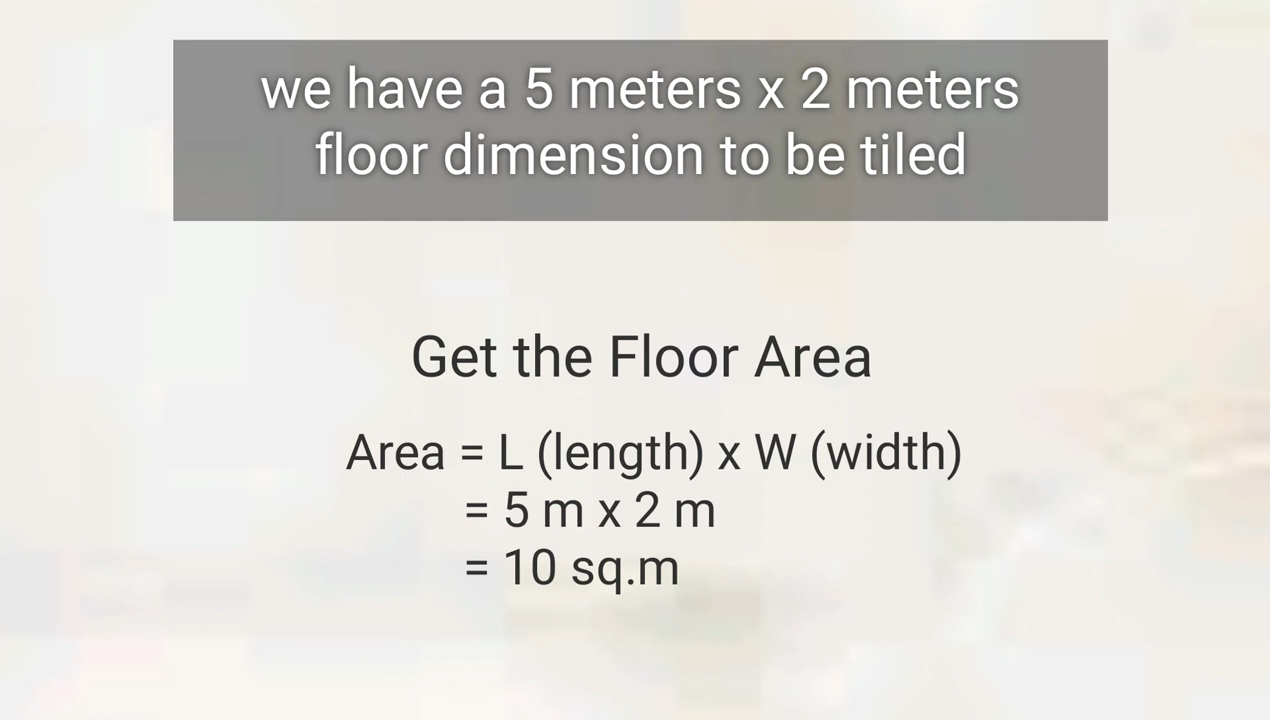 we have a 5 meters x 2 meters
floor dimension to be tiled
Get the Floor Area
Area = L (length) x W (width)
= 5 m x 2 m
= 10 sq.m